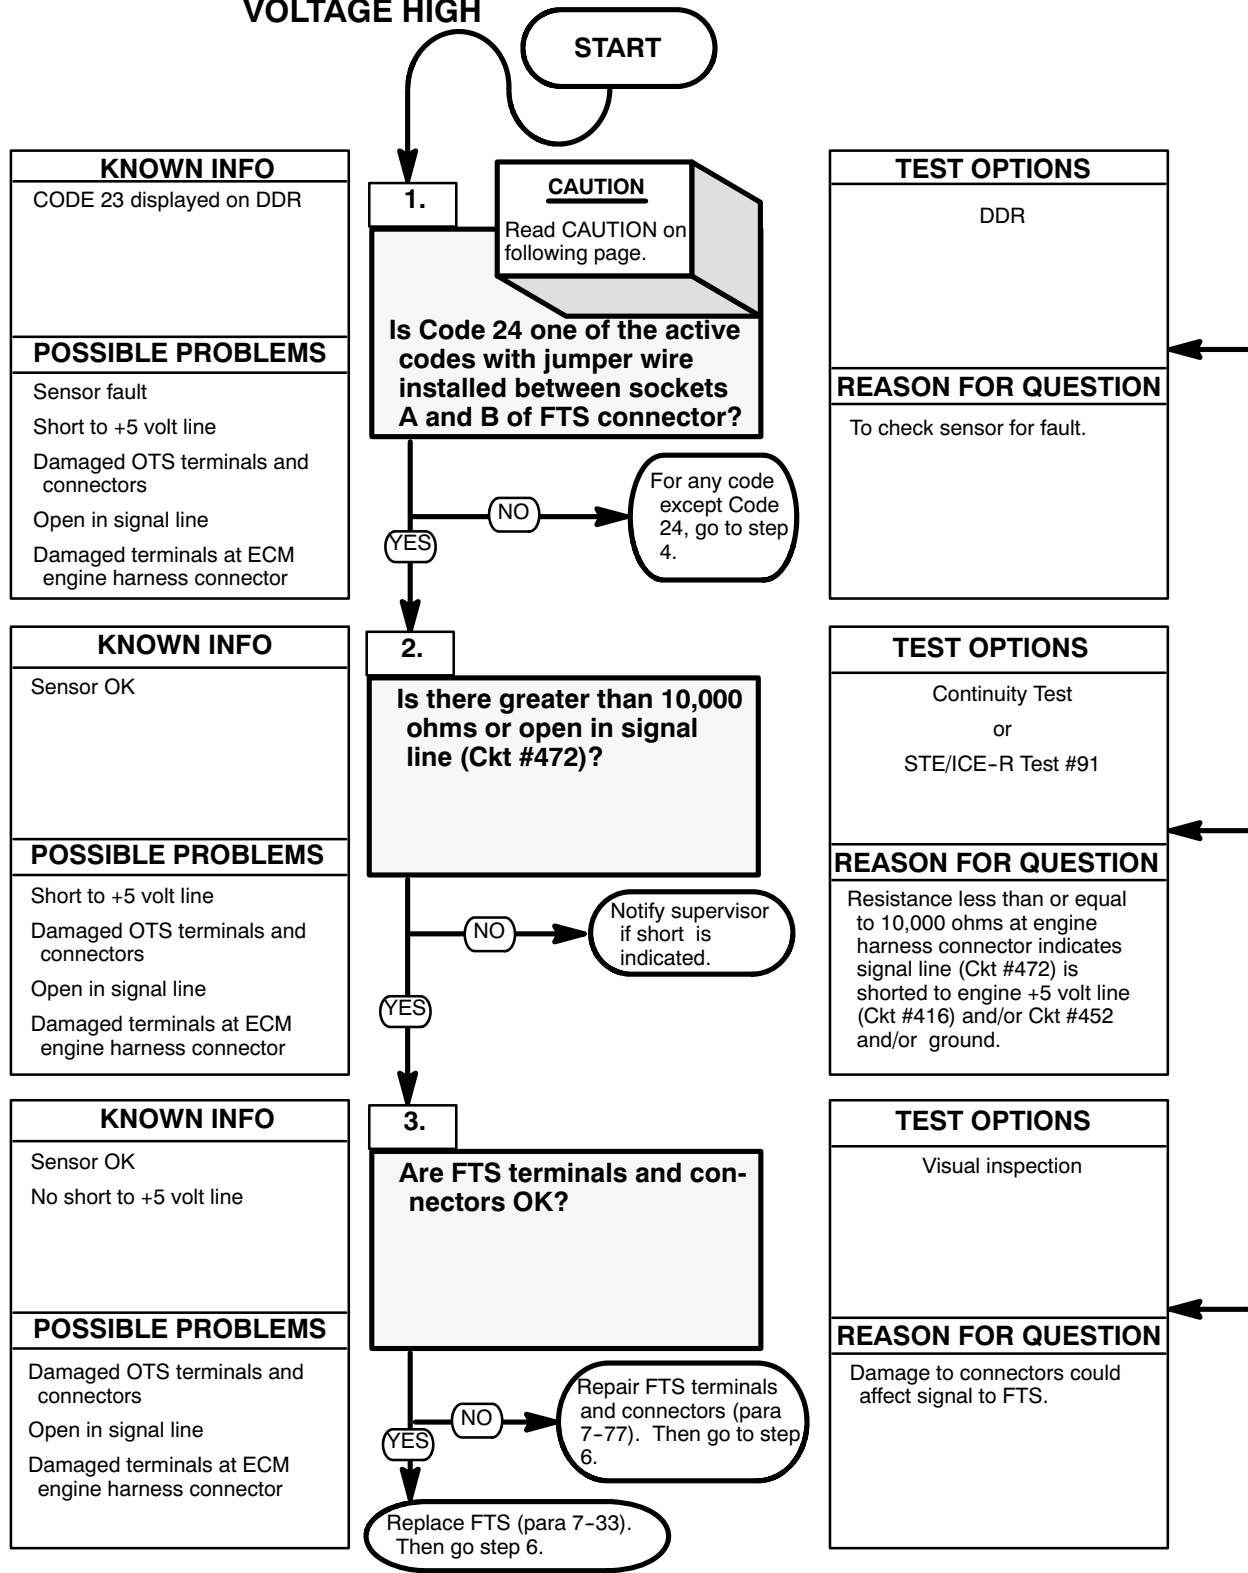 VOLTAGE HIGH
START
KNOWN INFO
CODE 23 displayed on DDR
POSSIBLE PROBLEMS
Sensor fault
Short to +5 volt line
Damaged OTS terminals and
connectors
Open in signal line
Damaged terminals at ECM
engine harness connector
1.
CAUTION
Read CAUTION on
following page.
Is Code 24 one of the active
codes with jumper wire
installed between sockets
A and B of FTS connector?
NO
For any code
except Code
24, go to step
4.
YES
TEST OPTIONS
DDR
REASON FOR QUESTION
To check sensor for fault.
KNOWN INFO
Sensor OK
POSSIBLE PROBLEMS
Short to +5 volt line
Damaged OTS terminals and
connectors
Open in signal line
Damaged terminals at ECM
engine harness connector
2.
Is there greater than 10,000
ohms or open in signal
line (Ckt #472)?
NO
Notify supervisor
if short is
indicated.
YES
TEST OPTIONS
Continuity Test
or
STE/ICE-R Test #91
REASON FOR QUESTION
Resistance less than or equal
to 10,000 ohms at engine
harness connector indicates
signal line (Ckt #472) is
shorted to engine +5 volt line
(Ckt #416) and/or Ckt #452
and/or ground.
KNOWN INFO
Sensor OK
No short to +5 volt line
POSSIBLE PROBLEMS
Damaged OTS terminals and
connectors
Open in signal line
Damaged terminals at ECM
engine harness connector
3.
Are FTS terminals and con-
nectors OK?
NO
Repair FTS terminals
and connectors (para
7-77). Then go to step
6.
YES
Replace FTS (para 7-33).
Then go step 6.
TEST OPTIONS
Visual inspection
REASON FOR QUESTION
Damage to connectors could
affect signal to FTS.